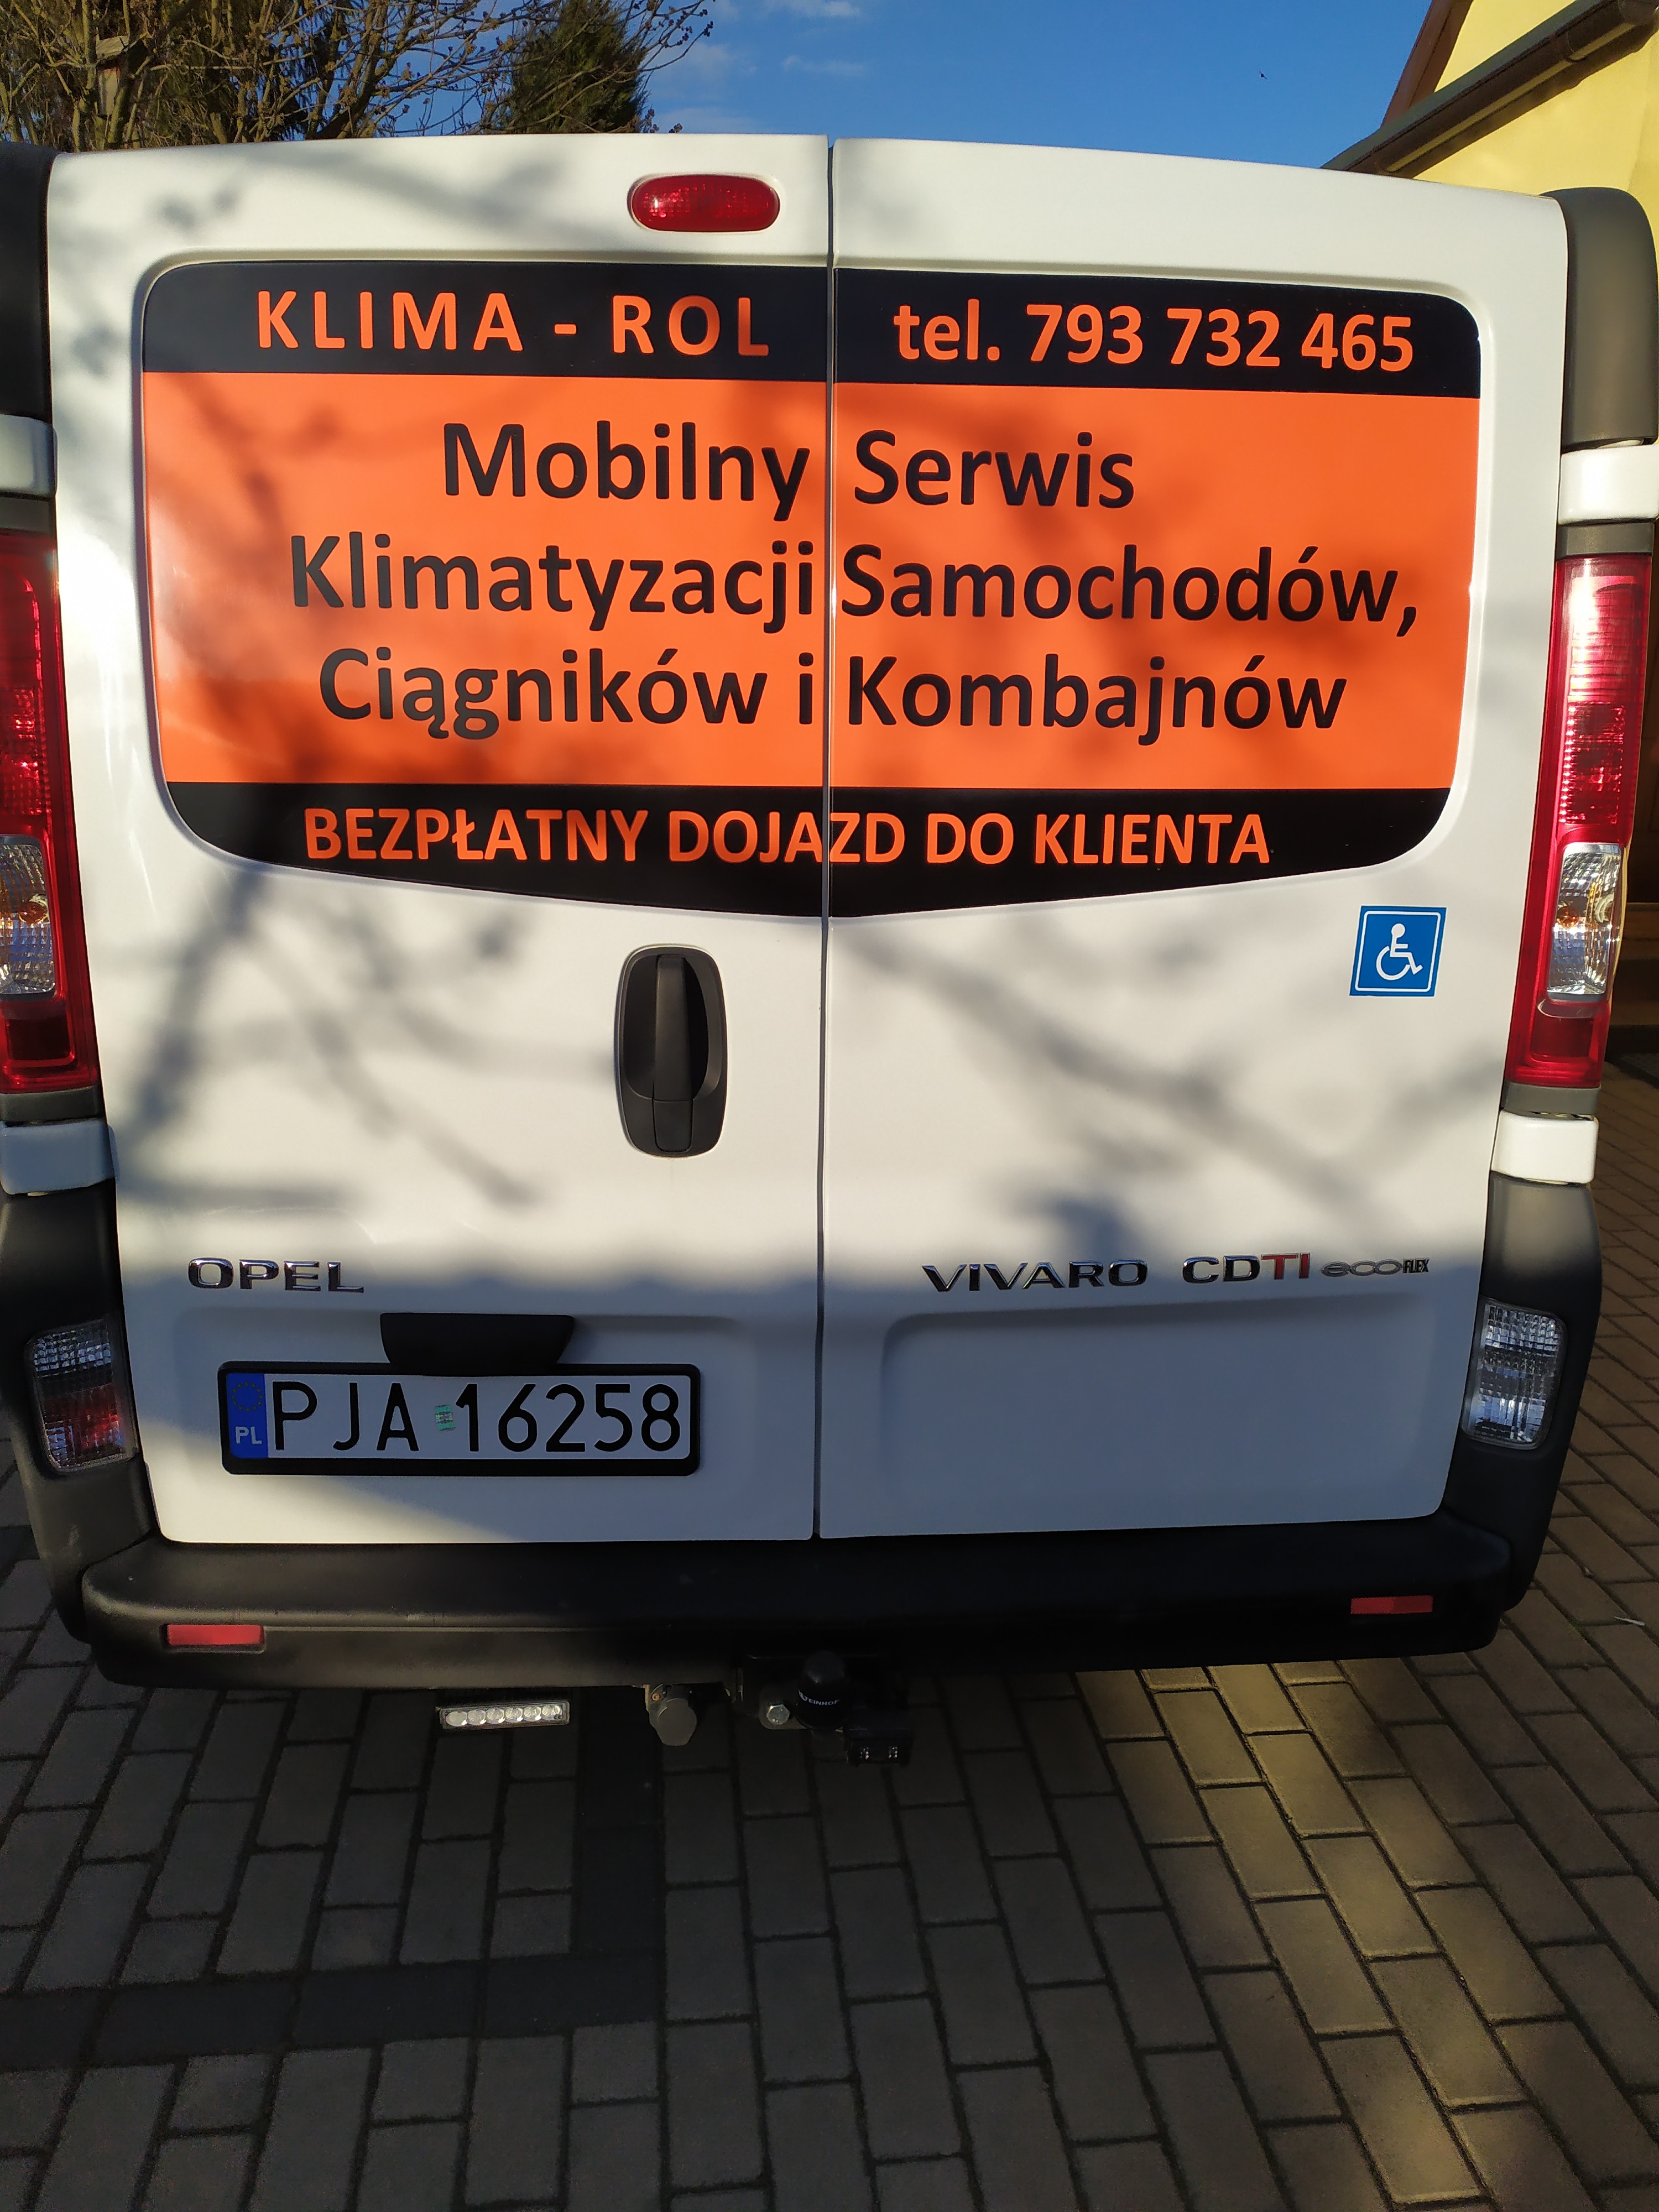 KLIMA - ROL tel. 793 732 465
Mobilny Serwis
Klimatyzacji Samochodów,
Ciągników i Kombajnów
BEZPŁATNY DOJAZD DO KLIENTA
OPEL VIVARO CDTI ecoFLEX
PL PJA 16258